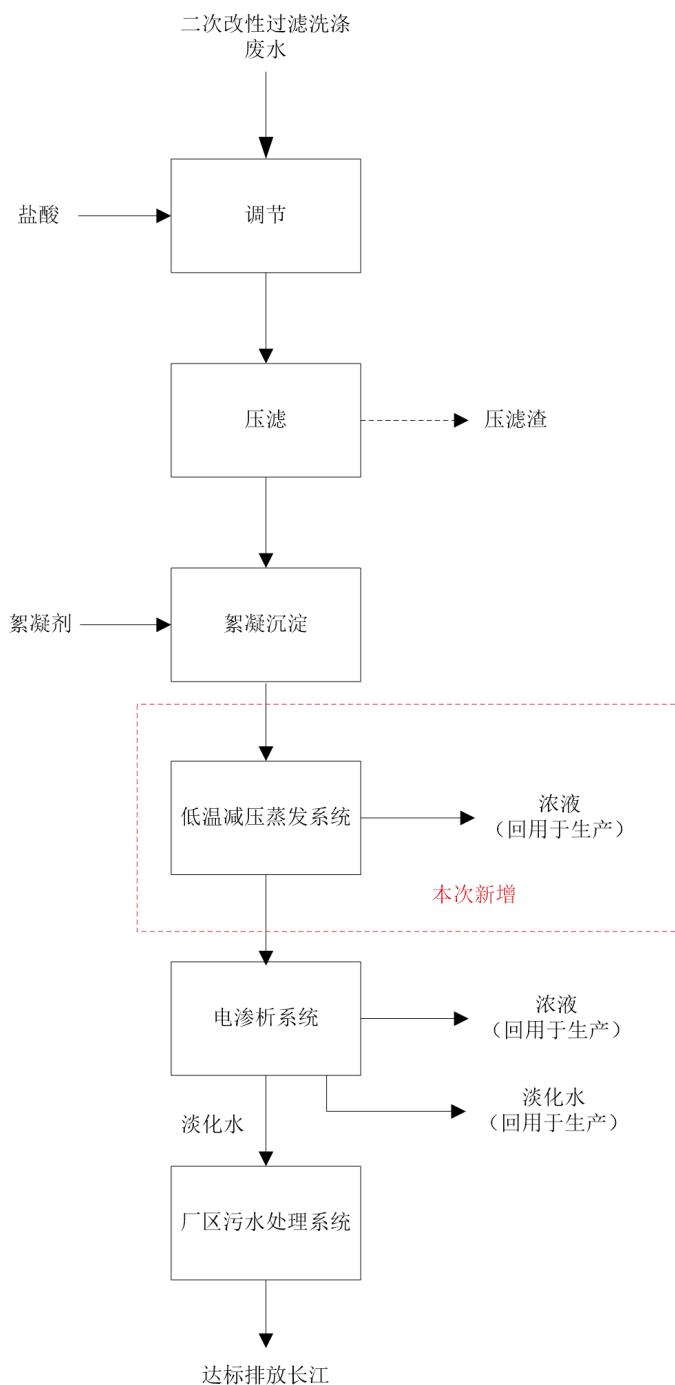 二次改性过滤洗涤
废水
盐酸
调节
压滤
压滤渣
絮凝剂
絮凝沉淀
低温减压蒸发系统
浓液
（回用于生产）
本次新增
电渗析系统
浓液
（回用于生产）
淡化水
（回用于生产）
淡化水
厂区污水处理系统
达标排放长江